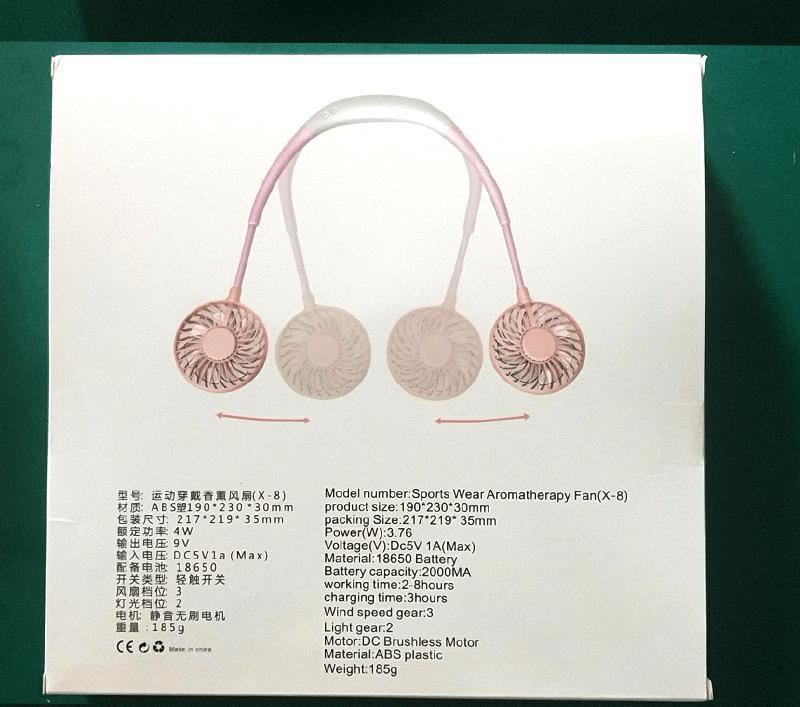 型号: 运动穿戴香薰风扇(X-8)
材质: ABS塑190*230*30mm
包装尺寸: 217*219*35mm
额定功率: 4W
输出电压: 9V
输入电压: DC5V1a (Max)
配备电池: 18650
开关类型: 轻触开关
风扇档位: 3
灯光档位: 2
电机: 静音无刷电机
重量:185g
CE Made in china
Model number:Sports Wear Aromatherapy Fan(X-8)
product size:190*230*30mm
packing Size:217*219* 35mm
Power(W):3.76
Voltage(V):Dc5V 1A(Max)
Material:18650 Battery
Battery capacity:2000MA
working time:2-8hours
charging time:3hours
Wind speed gear:3
Light gear:2
Motor:DC Brushless Motor
Material:ABS plastic
Weight:185g